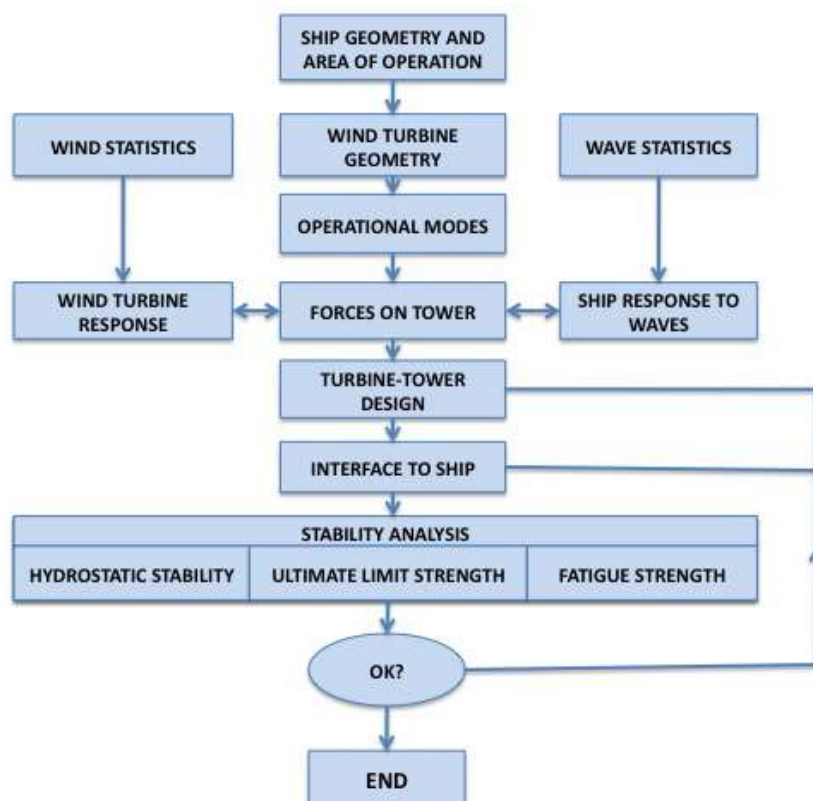 SHIP GEOMETRY AND
AREA OF OPERATION
WIND STATISTICS
WIND TURBINE
GEOMETRY
WAVE STATISTICS
OPERATIONAL MODES
WIND TURBINE
RESPONSE
FORCES ON TOWER
SHIP RESPONSE TO
WAVES
TURBINE-TOWER
DESIGN
INTERFACE TO SHIP
STABILITY ANALYSIS
HYDROSTATIC STABILITY
ULTIMATE LIMIT STRENGTH
FATIGUE STRENGTH
OK?
END